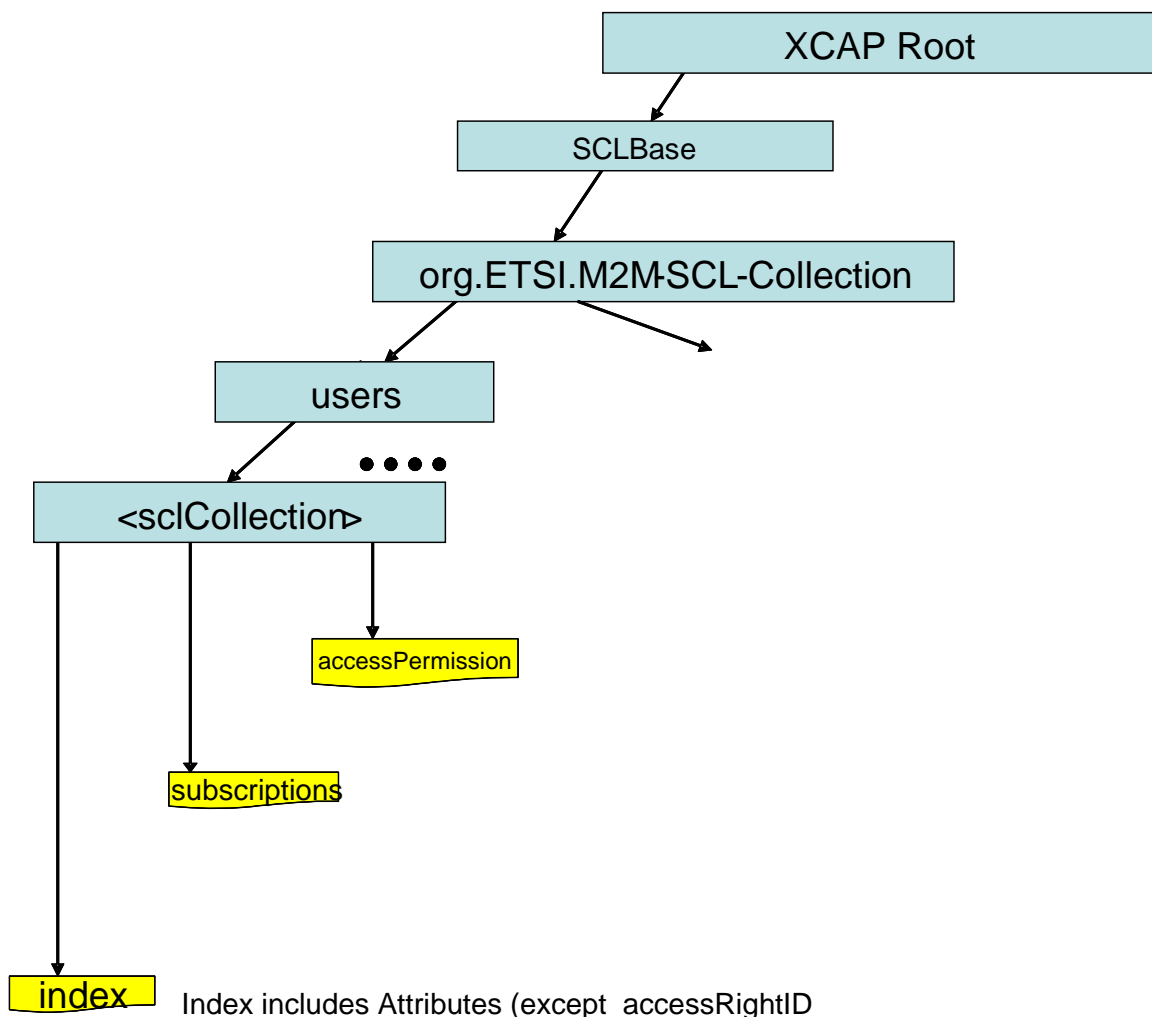 XCAP Root
SCLBase
org.ETSI.M2M-SCL-Collection
users
<sclCollection>
accessPermission
subscriptions
index
Index includes Attributes (except accessRightID